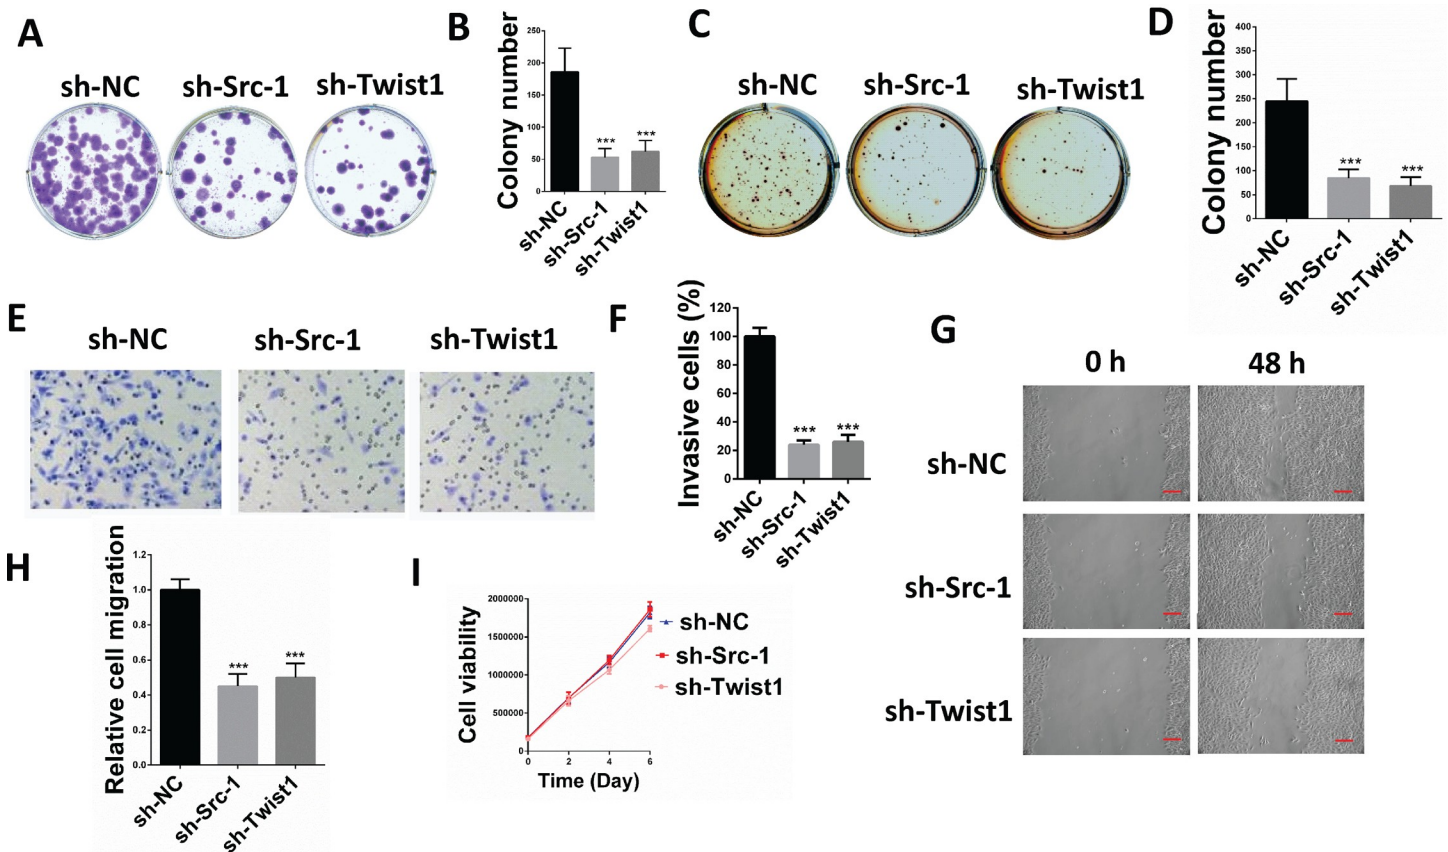 A
sh-NC
sh-Src-1
sh-Twist1
B
Colony number
250
200
150
100
50
0
***
***
sh-NC
sh-Src-1
sh-Twist1
C
sh-NC
sh-Src-1
sh-Twist1
D
Colony number
400
350
300
250
200
150
100
50
0
***
***
sh-NC
sh-Src-1
sh-Twist1
E
sh-NC
sh-Src-1
sh-Twist1
F
Invasive cells (%)
120
100
80
60
40
20
0
***
***
sh-NC
sh-Src-1
sh-Twist1
G
0 h
48 h
sh-NC
sh-Src-1
sh-Twist1
H
Relative cell migration
1.2
1.0
0.8
0.6
0.4
0.2
0.0
***
***
sh-NC
sh-Src-1
sh-Twist1
I
Cell viability
2000000
1500000
1000000
500000
0
0
2
4
6
Time (Day)
sh-NC
sh-Src-1
sh-Twist1